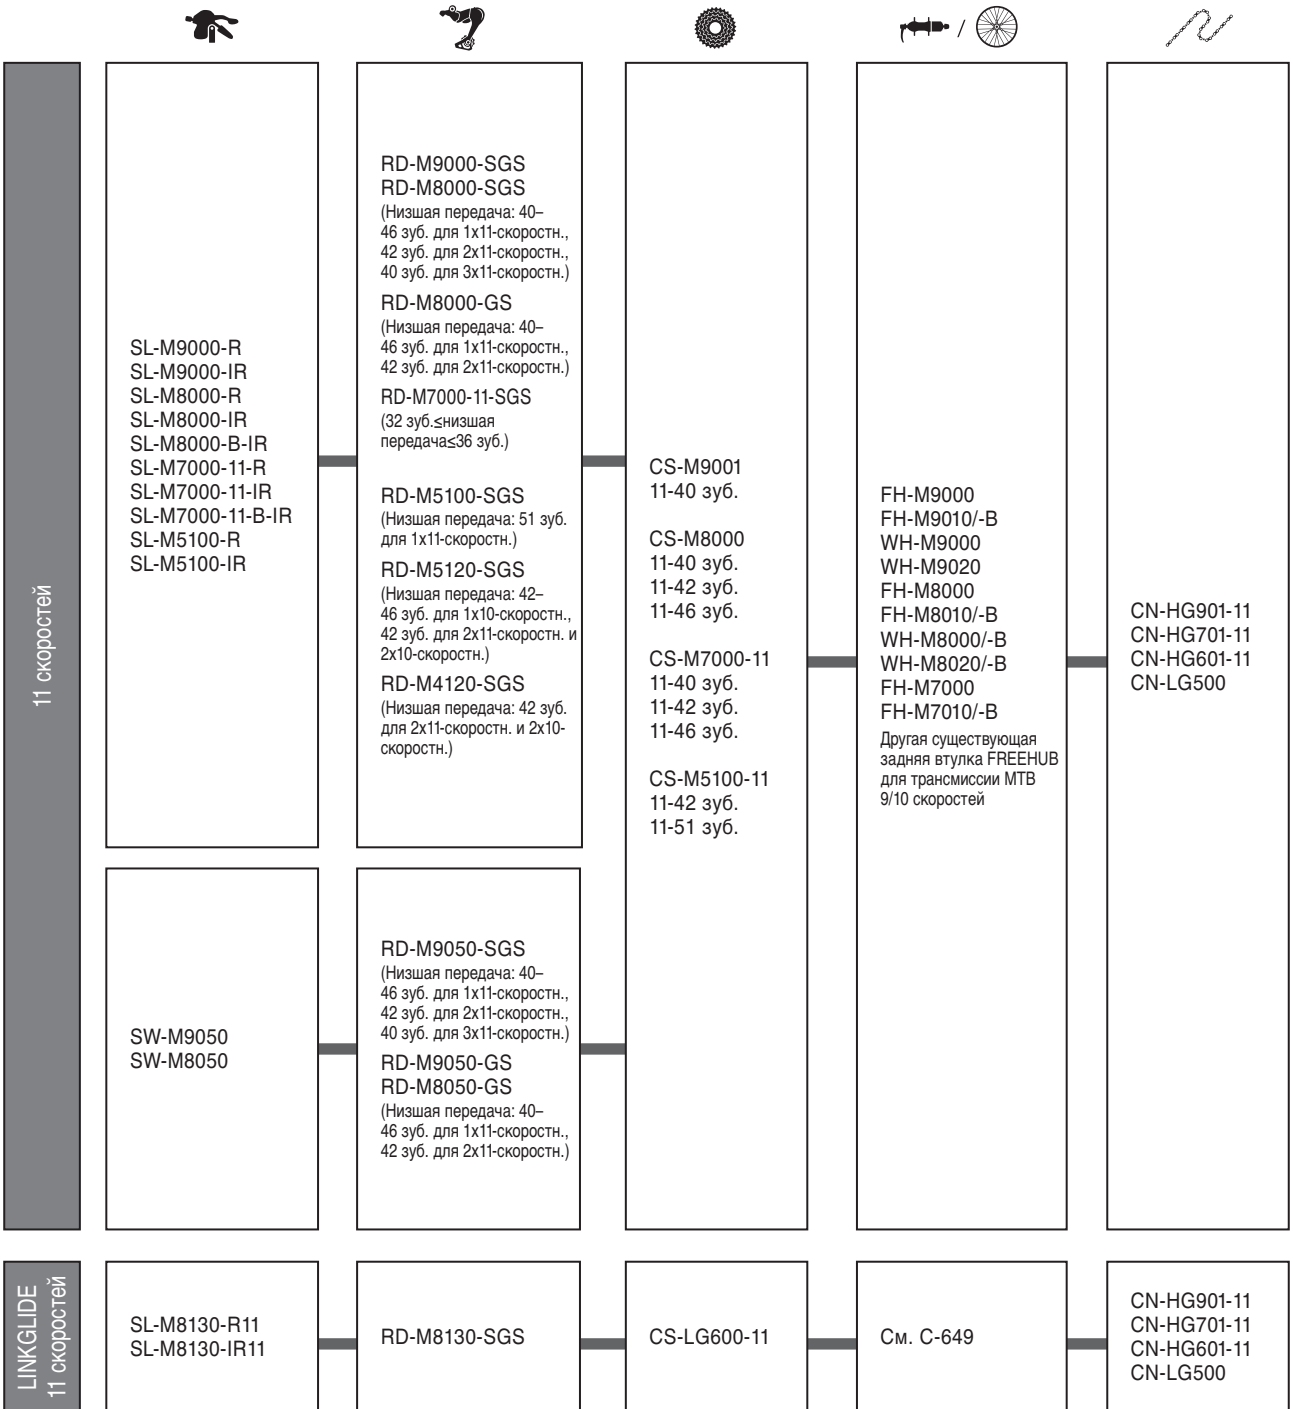 /
11 скоростей
SL-M9000-R
SL-M9000-IR
SL-M8000-R
SL-M8000-IR
SL-M8000-B-IR
SL-M7000-11-R
SL-M7000-11-IR
SL-M7000-11-B-IR
SL-M5100-R
SL-M5100-IR
RD-M9000-SGS
RD-M8000-SGS
(Низшая передача: 40–
46 зуб. для 1x11-скоростн.,
42 зуб. для 2x11-скоростн.,
40 зуб. для 3x11-скоростн.)
RD-M8000-GS
(Низшая передача: 40–
46 зуб. для 1x11-скоростн.,
42 зуб. для 2x11-скоростн.)
RD-M7000-11-SGS
(32 зуб.≤низшая
передача≤36 зуб.)
RD-M5100-SGS
(Низшая передача: 51 зуб.
для 1x11-скоростн.)
RD-M5120-SGS
(Низшая передача: 42–
46 зуб. для 1x10-скоростн.,
42 зуб. для 2x11-скоростн. и
2x10-скоростн.)
RD-M4120-SGS
(Низшая передача: 42 зуб.
для 2x11-скоростн. и 2x10-
скоростн.)
SW-M9050
SW-M8050
RD-M9050-SGS
(Низшая передача: 40–
46 зуб. для 1x11-скоростн.,
42 зуб. для 2x11-скоростн.,
40 зуб. для 3x11-скоростн.)
RD-M9050-GS
RD-M8050-GS
(Низшая передача: 40–
46 зуб. для 1x11-скоростн.,
42 зуб. для 2x11-скоростн.)
CS-M9001
11-40 зуб.
CS-M8000
11-40 зуб.
11-42 зуб.
11-46 зуб.
CS-M7000-11
11-40 зуб.
11-42 зуб.
11-46 зуб.
CS-M5100-11
11-42 зуб.
11-51 зуб.
FH-M9000
FH-M9010/-B
WH-M9000
WH-M9020
FH-M8000
FH-M8010/-B
WH-M8000/-B
WH-M8020/-B
FH-M7000
FH-M7010/-B
Другая существующая
задняя втулка FREEHUB
для трансмиссии MTB
9/10 скоростей
CN-HG901-11
CN-HG701-11
CN-HG601-11
CN-LG500
LINKGLIDE
11 скоростей
SL-M8130-R11
SL-M8130-IR11
RD-M8130-SGS
CS-LG600-11
См. C-649
CN-HG901-11
CN-HG701-11
CN-HG601-11
CN-LG500